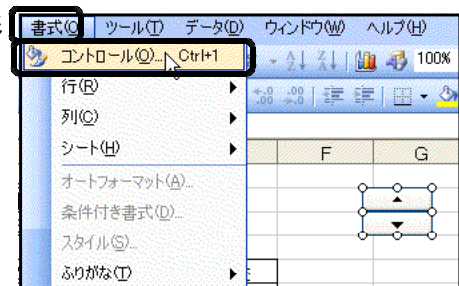 書式(O) ツール(T) データ(D) ウィンドウ(W) ヘルプ(H)
コントロール(O)... Ctrl+1
100%
行(R)
列(C)
シート(H)
F G
オートフォーマット(A)...
条件付き書式(D)...
スタイル(S)...
ふりがな(T)